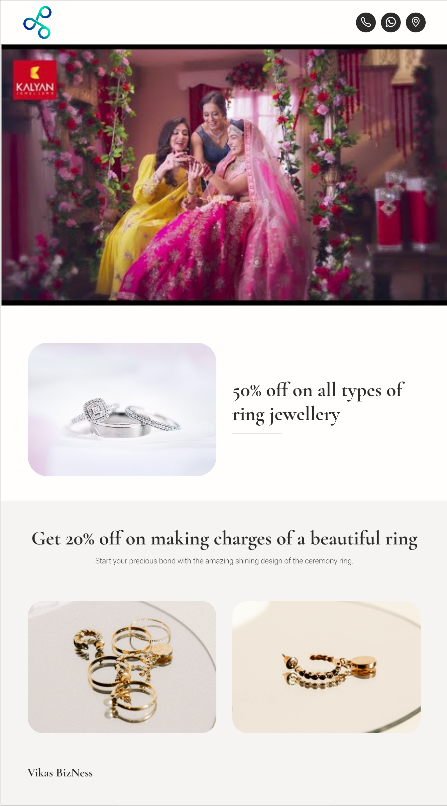 KALYAN
JEWELLERS
50% off on all types of
ring jewellery
Get 20% off on making charges of a beautiful ring
Start your precious bond with the amazing shining design of the ceremony ring.
Vikas BizNess